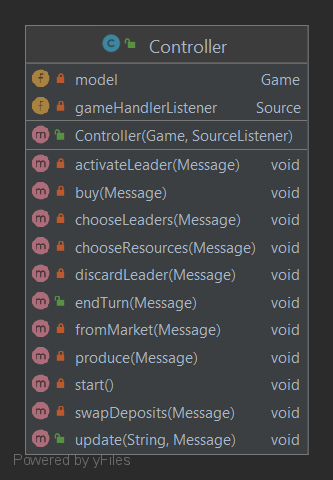 C Controller
f model Game
f gameHandlerListener Source
m Controller(Game, SourceListener)
m activateLeader(Message) void
m buy(Message) void
m chooseLeaders(Message) void
m chooseResources(Message) void
m discardLeader(Message) void
m endTurn(Message) void
m fromMarket(Message) void
m produce(Message) void
m start() void
m swapDeposits(Message) void
m update(String, Message) void
Powered by yFiles